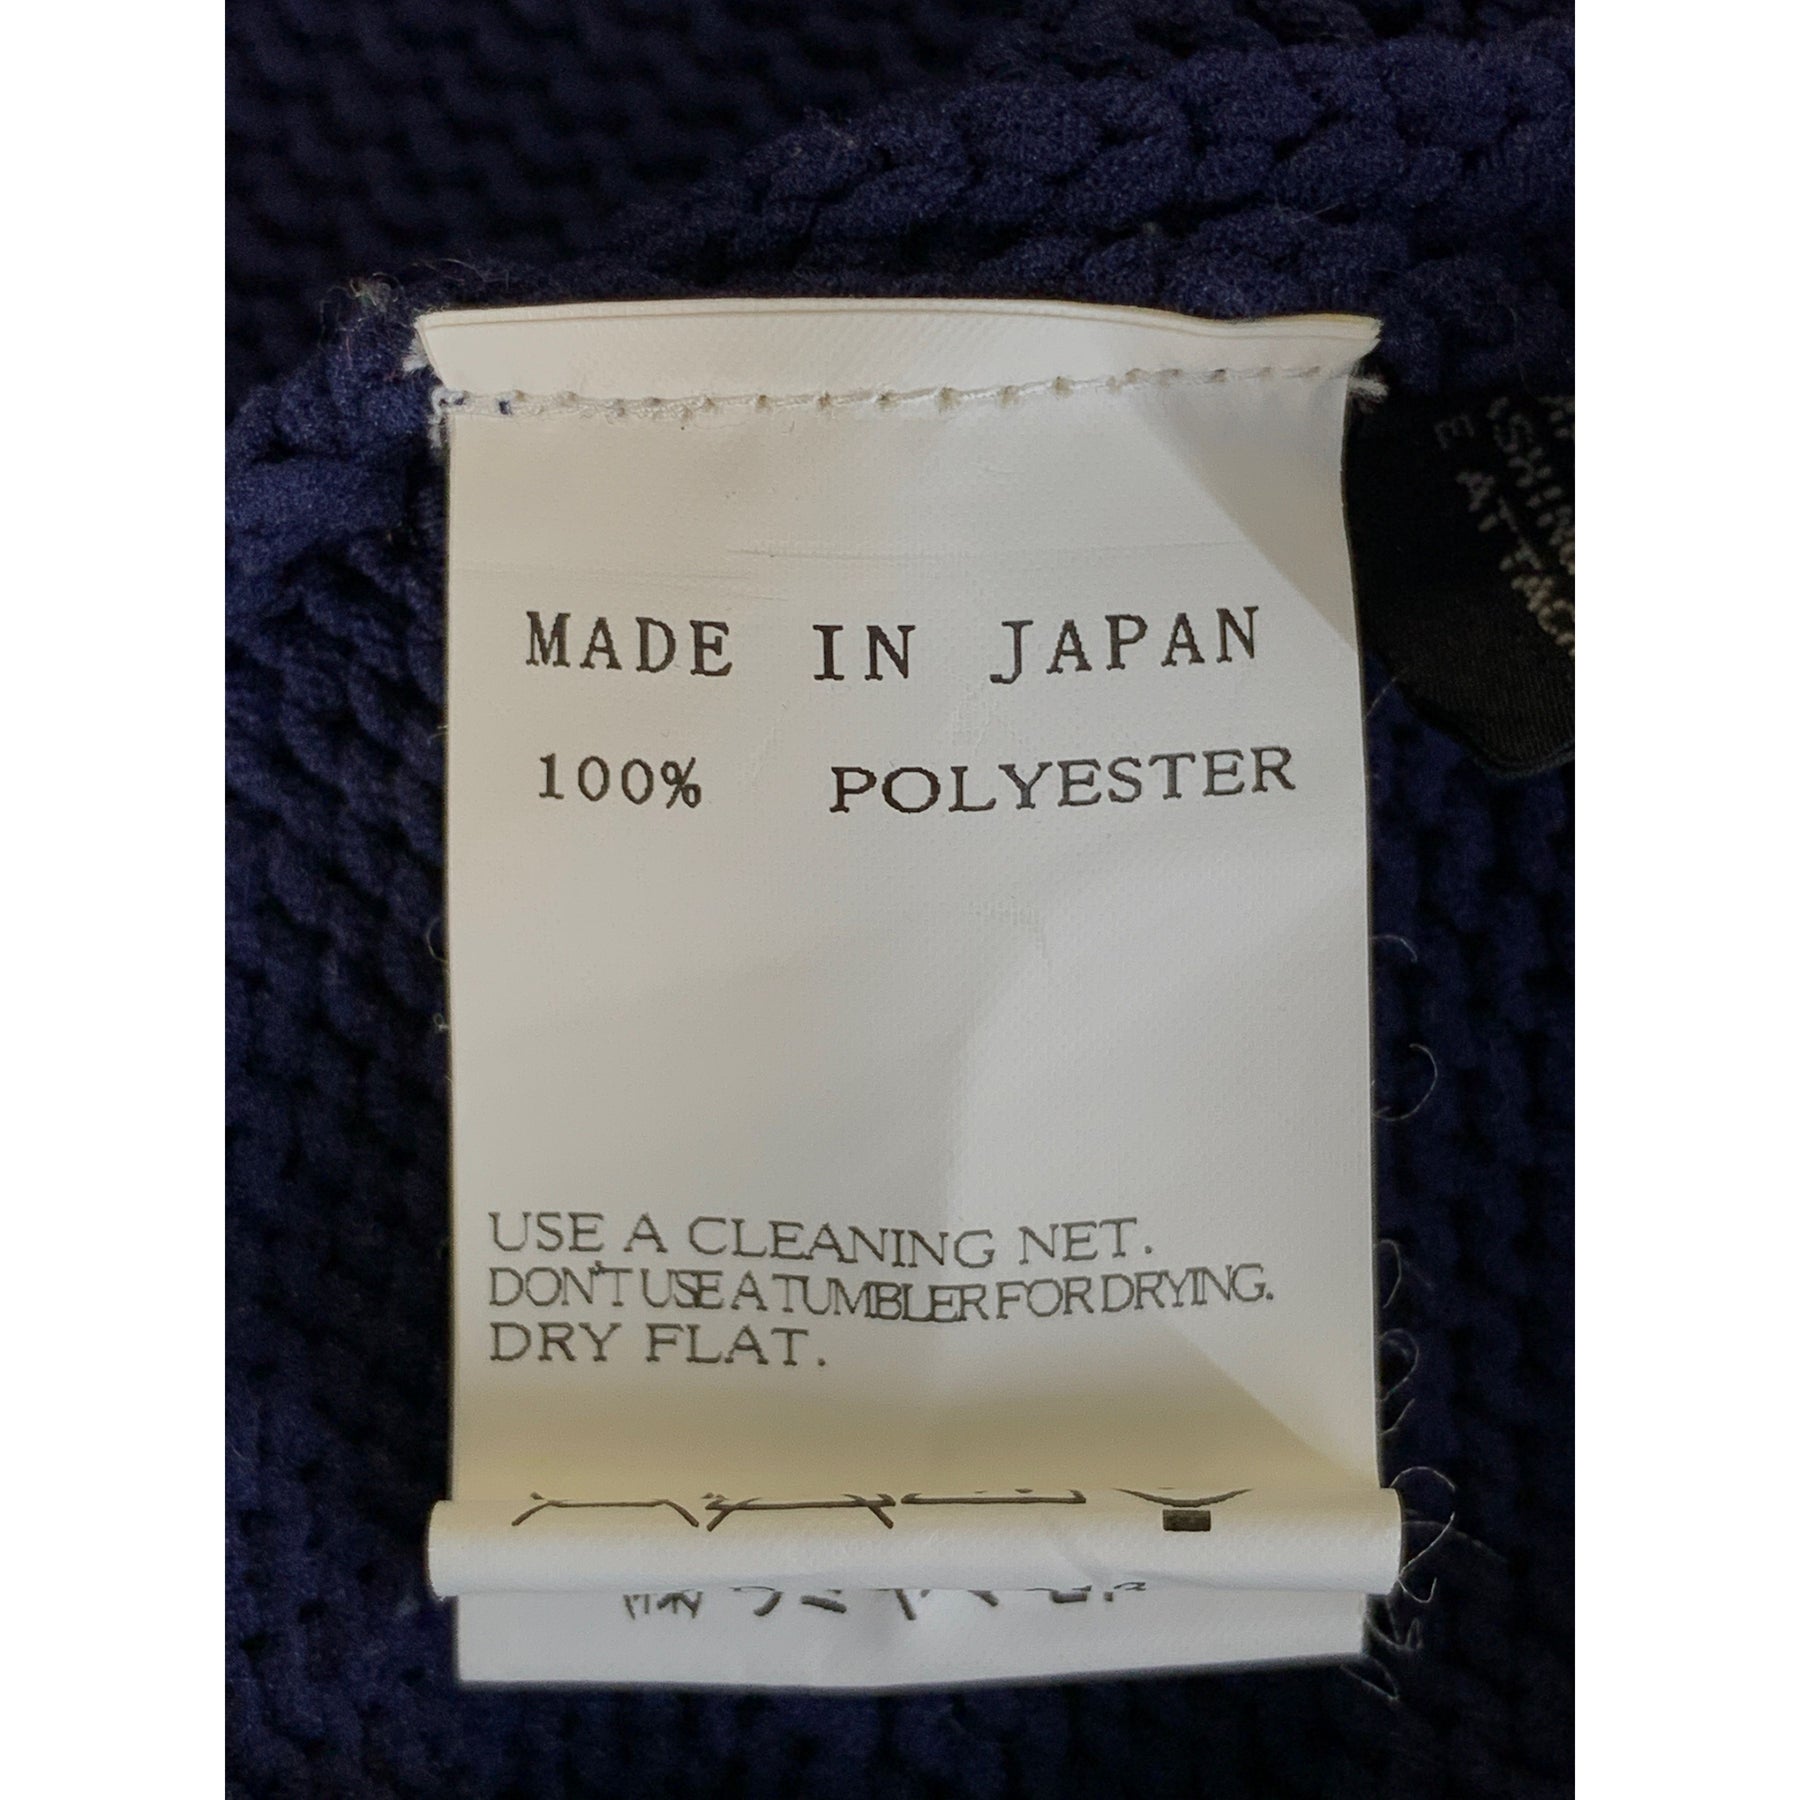 MADE IN JAPAN
100% POLYESTER
USE A CLEANING NET.
DON'T USE A TUMBLER FOR DRYING.
DRY FLAT.